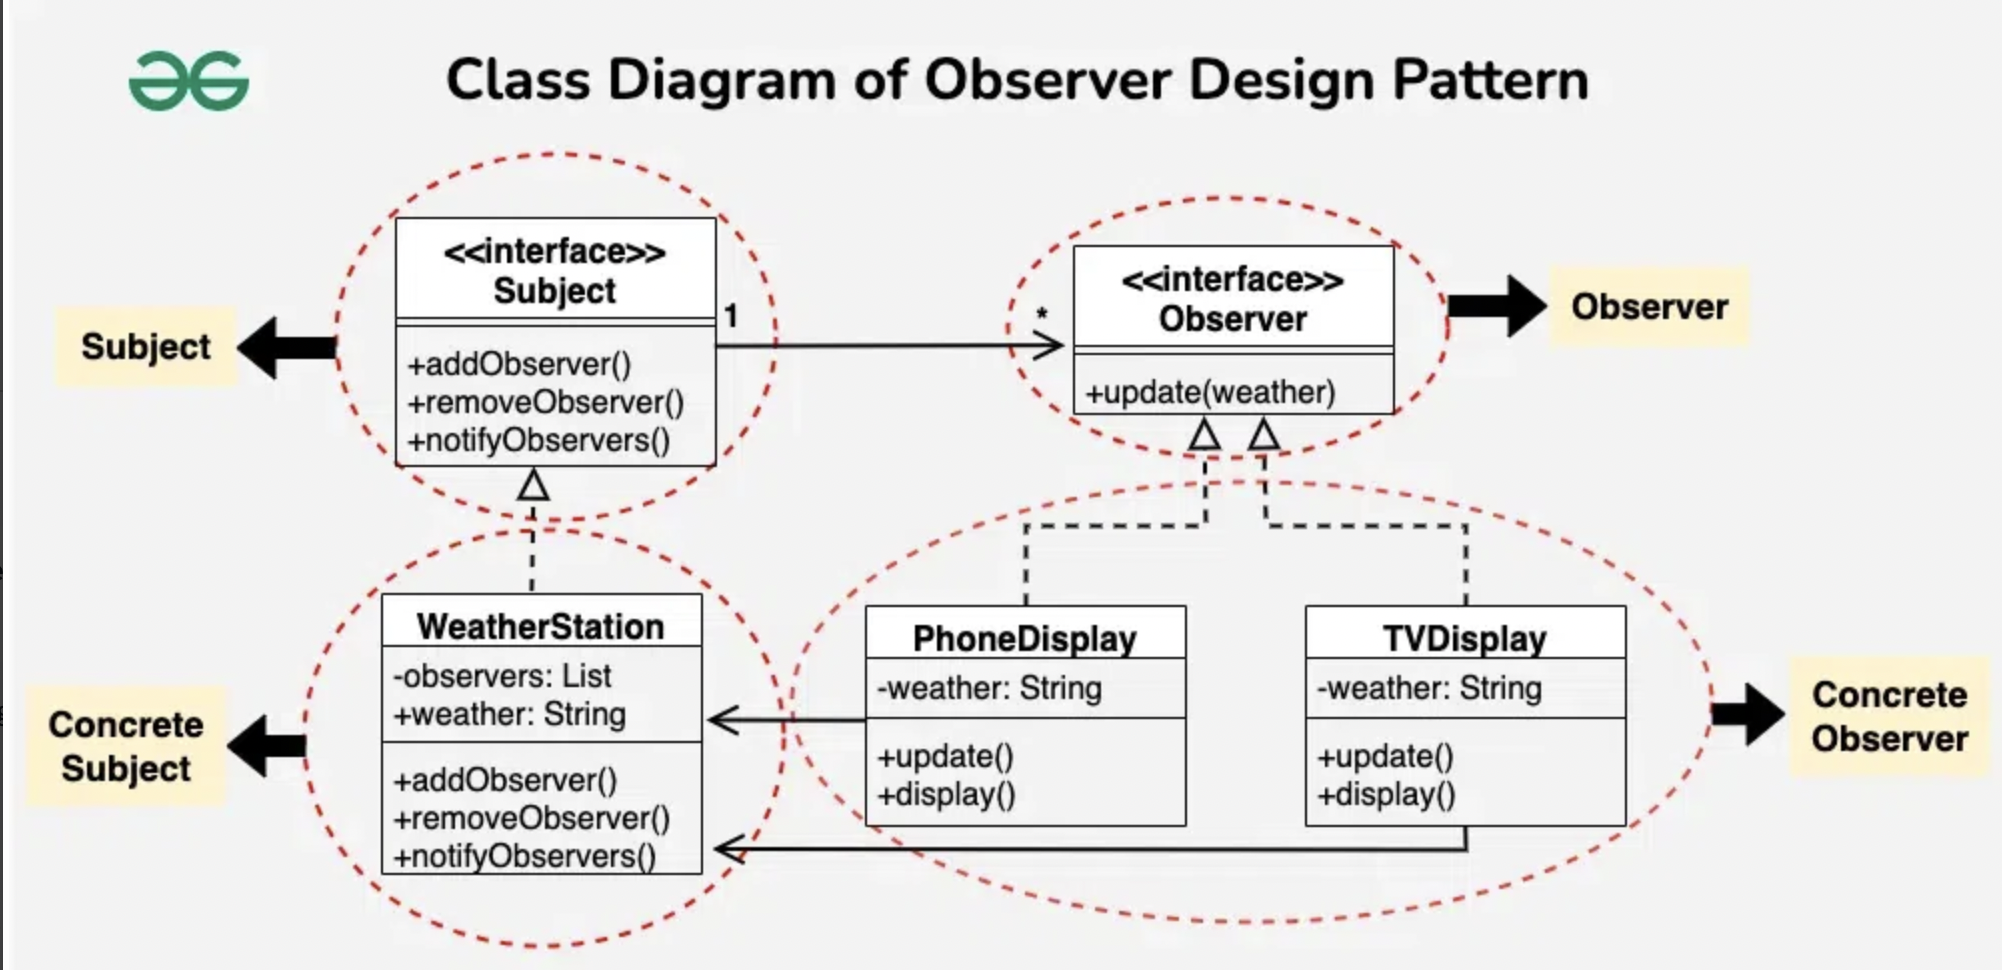 Class Diagram of Observer Design Pattern
Subject
<<interface>>
Subject
+addObserver()
+removeObserver()
+notifyObservers()
1
*
<<interface>>
Observer
+update(weather)
Observer
Concrete
Subject
WeatherStation
-observers: List
+weather: String
+addObserver()
+removeObserver()
+notifyObservers()
PhoneDisplay
-weather: String
+update()
+display()
TVDisplay
-weather: String
+update()
+display()
Concrete
Observer